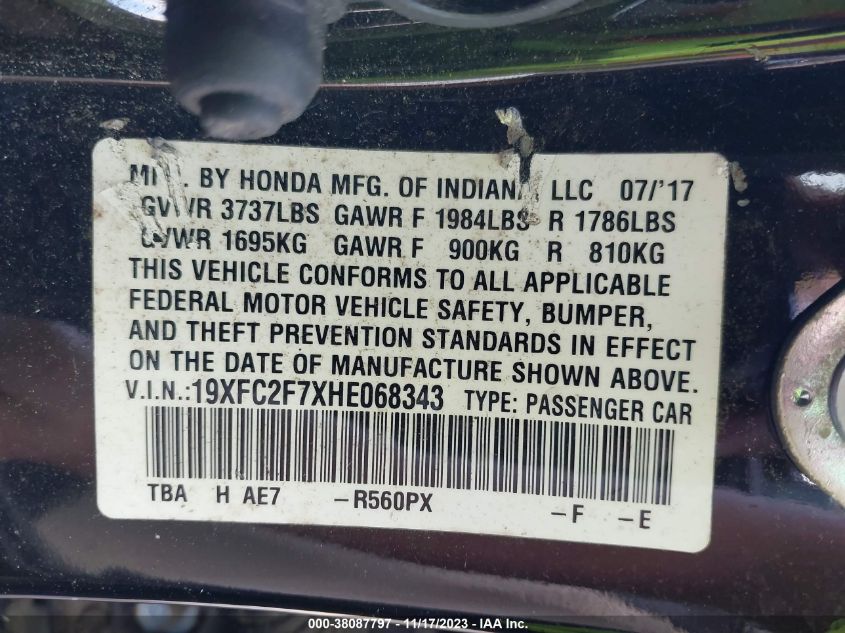 MFD. BY HONDA MFG. OF INDIANA LLC 07/'17
GVWR 3737LBS GAWR F 1984LBS R 1786LBS
GVWR 1695KG GAWR F 900KG R 810KG
THIS VEHICLE CONFORMS TO ALL APPLICABLE
FEDERAL MOTOR VEHICLE SAFETY, BUMPER,
AND THEFT PREVENTION STANDARDS IN EFFECT
ON THE DATE OF MANUFACTURE SHOWN ABOVE.
V.I.N.:19XFC2F7XHE068343 TYPE: PASSENGER CAR
TBA H AE7 –R560PX –F –E
000-38087797 - 11/17/2023 - IAA Inc.